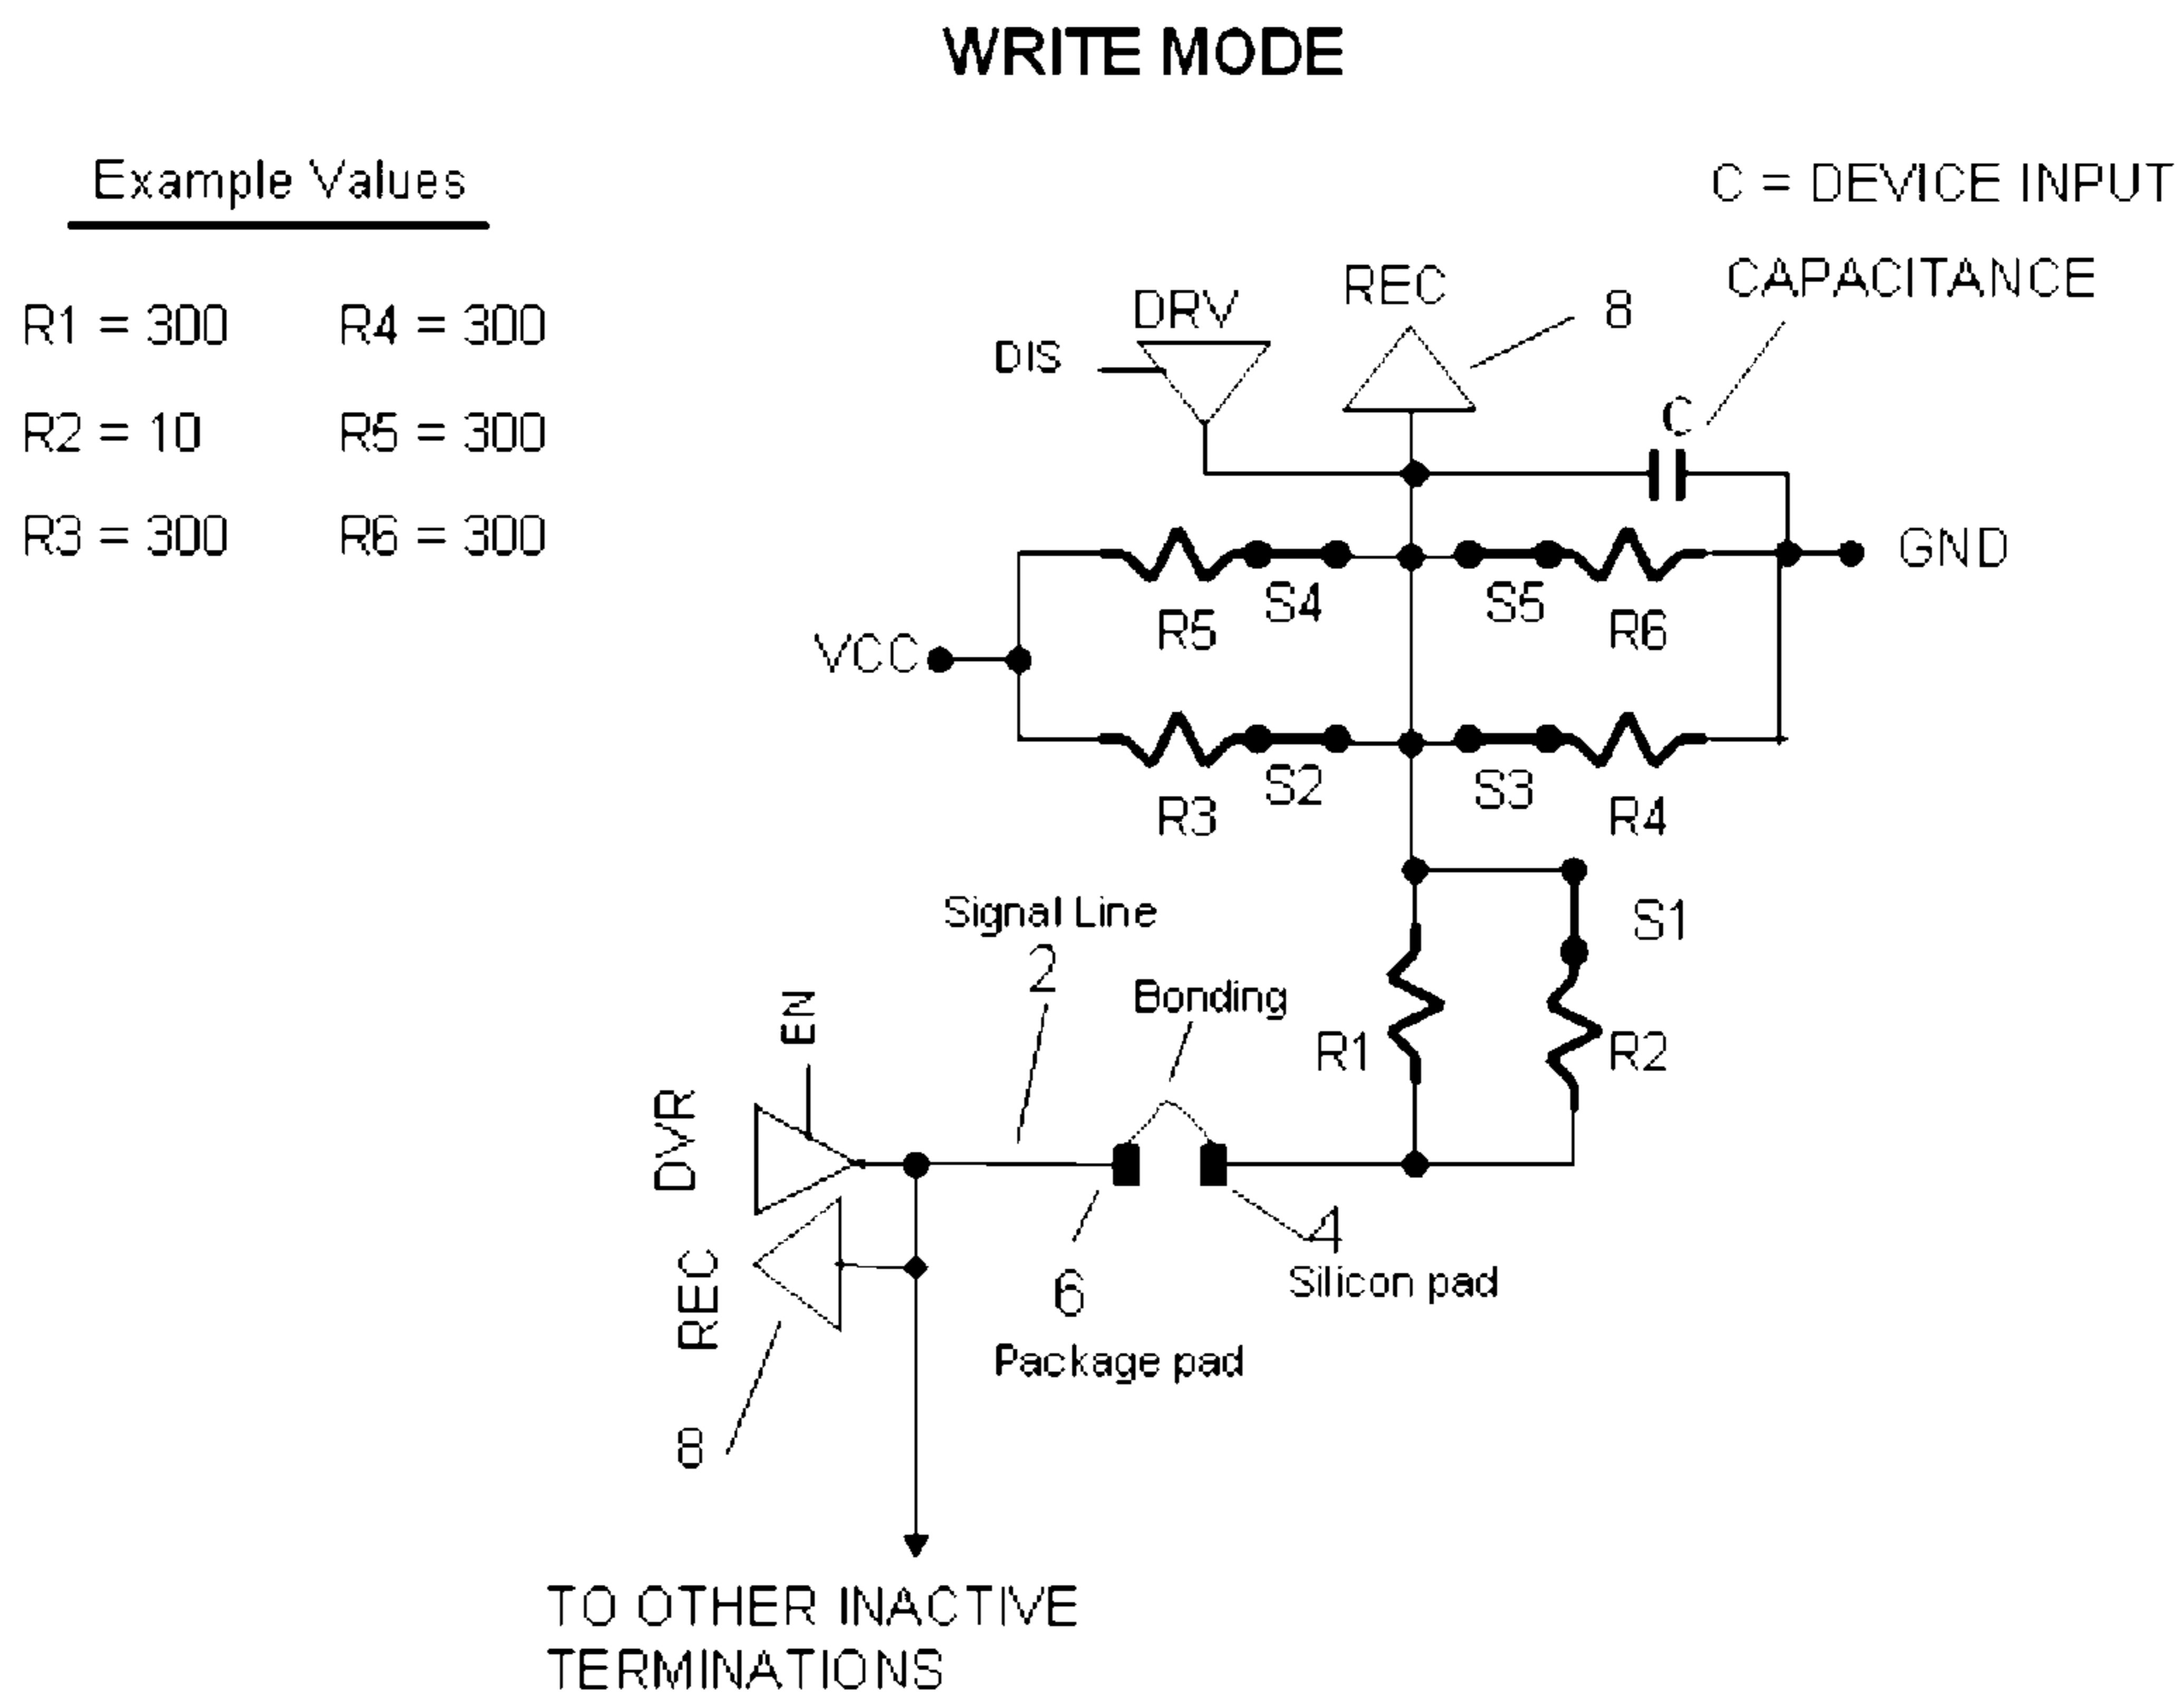 WRITE MODE
Example Values
R1 = 300 R4 = 300
R2 = 10 R5 = 300
R3 = 300 R6 = 300
C = DEVICE INPUT
CAPACITANCE
DRV
REC
8
DIS
C
GND
S4
S5
R5
R6
VCC
S2
S3
R3
R4
S1
Signal Line
2
Bonding
EN
R1
R2
DVR
REC
4
Silicon pad
6
Package pad
8
TO OTHER INACTIVE
TERMINATIONS